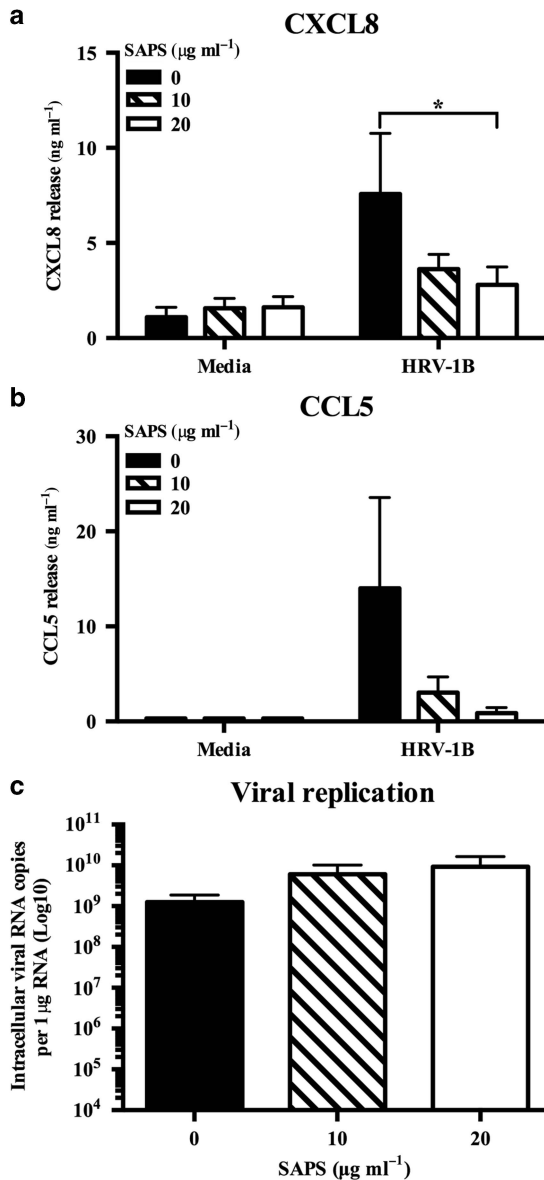 a
CXCL8
SAPS (μg ml⁻¹)
0
10
20
*
CXCL8 release (ng ml⁻¹)
15
10
5
0
Media
HRV-1B
b
CCL5
SAPS (μg ml⁻¹)
0
10
20
CCL5 release (ng ml⁻¹)
30
20
10
0
Media
HRV-1B
c
Viral replication
Intracellular viral RNA copies
per 1 μg RNA (Log10)
10¹¹
10¹⁰
10⁹
10⁸
10⁷
10⁶
10⁵
10⁴
0
10
20
SAPS (μg ml⁻¹)